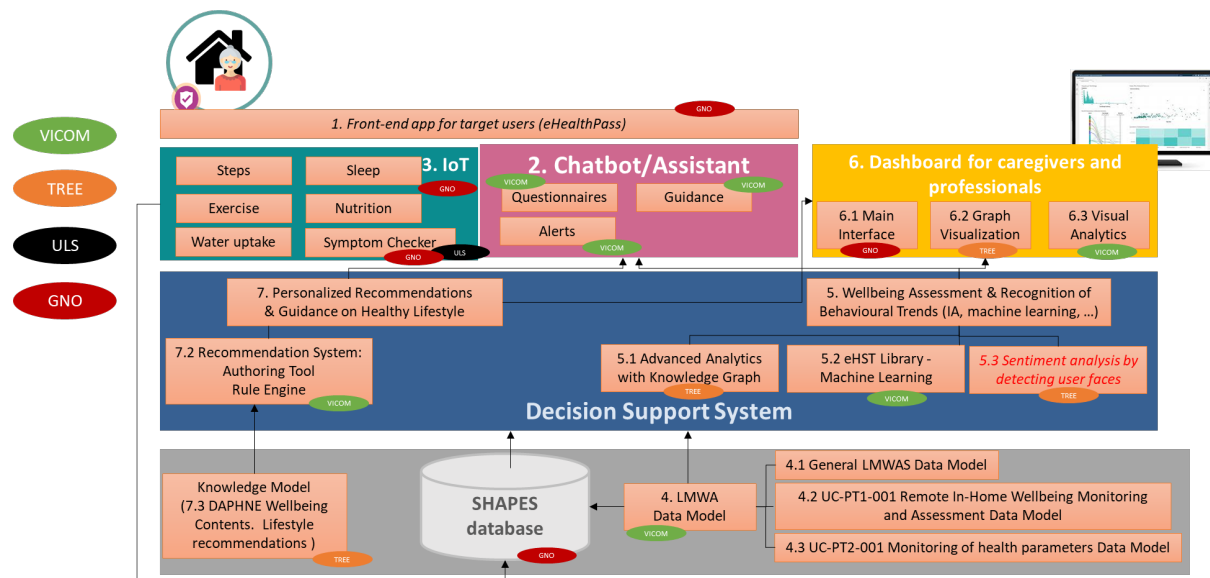 VICOM
TREE
ULS
GNO
GNO
1. Front-end app for target users (eHealthPass)
3. IoT
GNO
Steps
Sleep
Exercise
Nutrition
Water uptake
Symptom Checker
GNO
ULS
2. Chatbot/Assistant
VICOM
Questionnaires
VICOM
Guidance
Alerts
VICOM
6. Dashboard for caregivers and
professionals
6.1 Main
Interface
GNO
6.2 Graph
Visualization
TREE
6.3 Visual
Analytics
VICOM
7. Personalized Recommendations
& Guidance on Healthy Lifestyle
5. Wellbeing Assessment & Recognition of
Behavioural Trends (IA, machine learning, ...)
7.2 Recommendation System:
Authoring Tool
Rule Engine
VICOM
5.1 Advanced Analytics
with Knowledge Graph
TREE
5.2 eHST Library -
Machine Learning
VICOM
5.3 Sentiment analysis by
detecting user faces
TREE
Decision Support System
Knowledge Model
(7.3 DAPHNE Wellbeing
Contents. Lifestyle
recommendations )
TREE
SHAPES
database
GNO
4. LMWA
Data Model
VICOM
4.1 General LMWAS Data Model
4.2 UC-PT1-001 Remote In-Home Wellbeing Monitoring
and Assessment Data Model
4.3 UC-PT2-001 Monitoring of health parameters Data Model